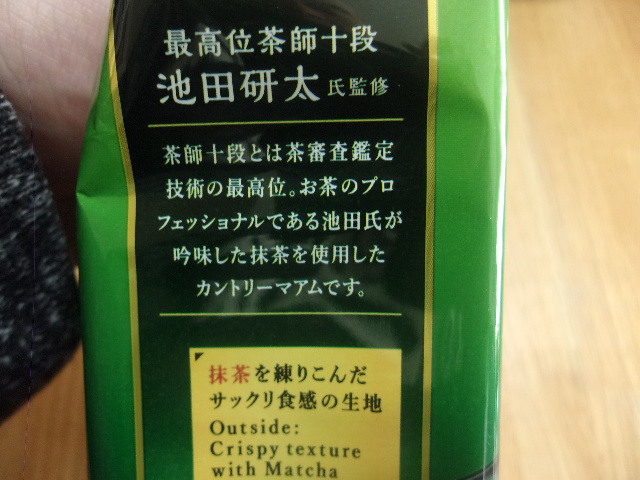 最高位茶師十段
池田研太氏監修
茶師十段とは茶審査鑑定
技術の最高位。お茶のプロ
フェッショナルである池田氏が
吟味した抹茶を使用した
カントリーマアムです。
抹茶を練りこんだ
サックリ食感の生地
Outside:
Crispy texture
with Matcha